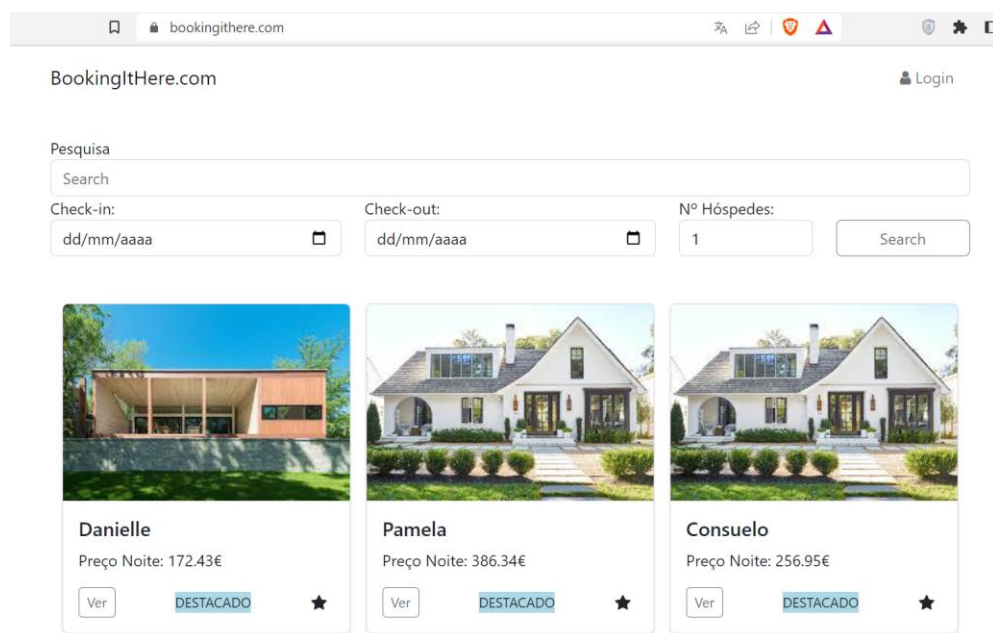 bookingithere.com
BookingItHere.com
Login
Pesquisa
Search
Check-in:
Check-out:
Nº Hóspedes:
dd/mm/aaaa
dd/mm/aaaa
1
Search
Danielle
Pamela
Consuelo
Preço Noite: 172.43€
Preço Noite: 386.34€
Preço Noite: 256.95€
Ver
DESTACADO
Ver
DESTACADO
Ver
DESTACADO